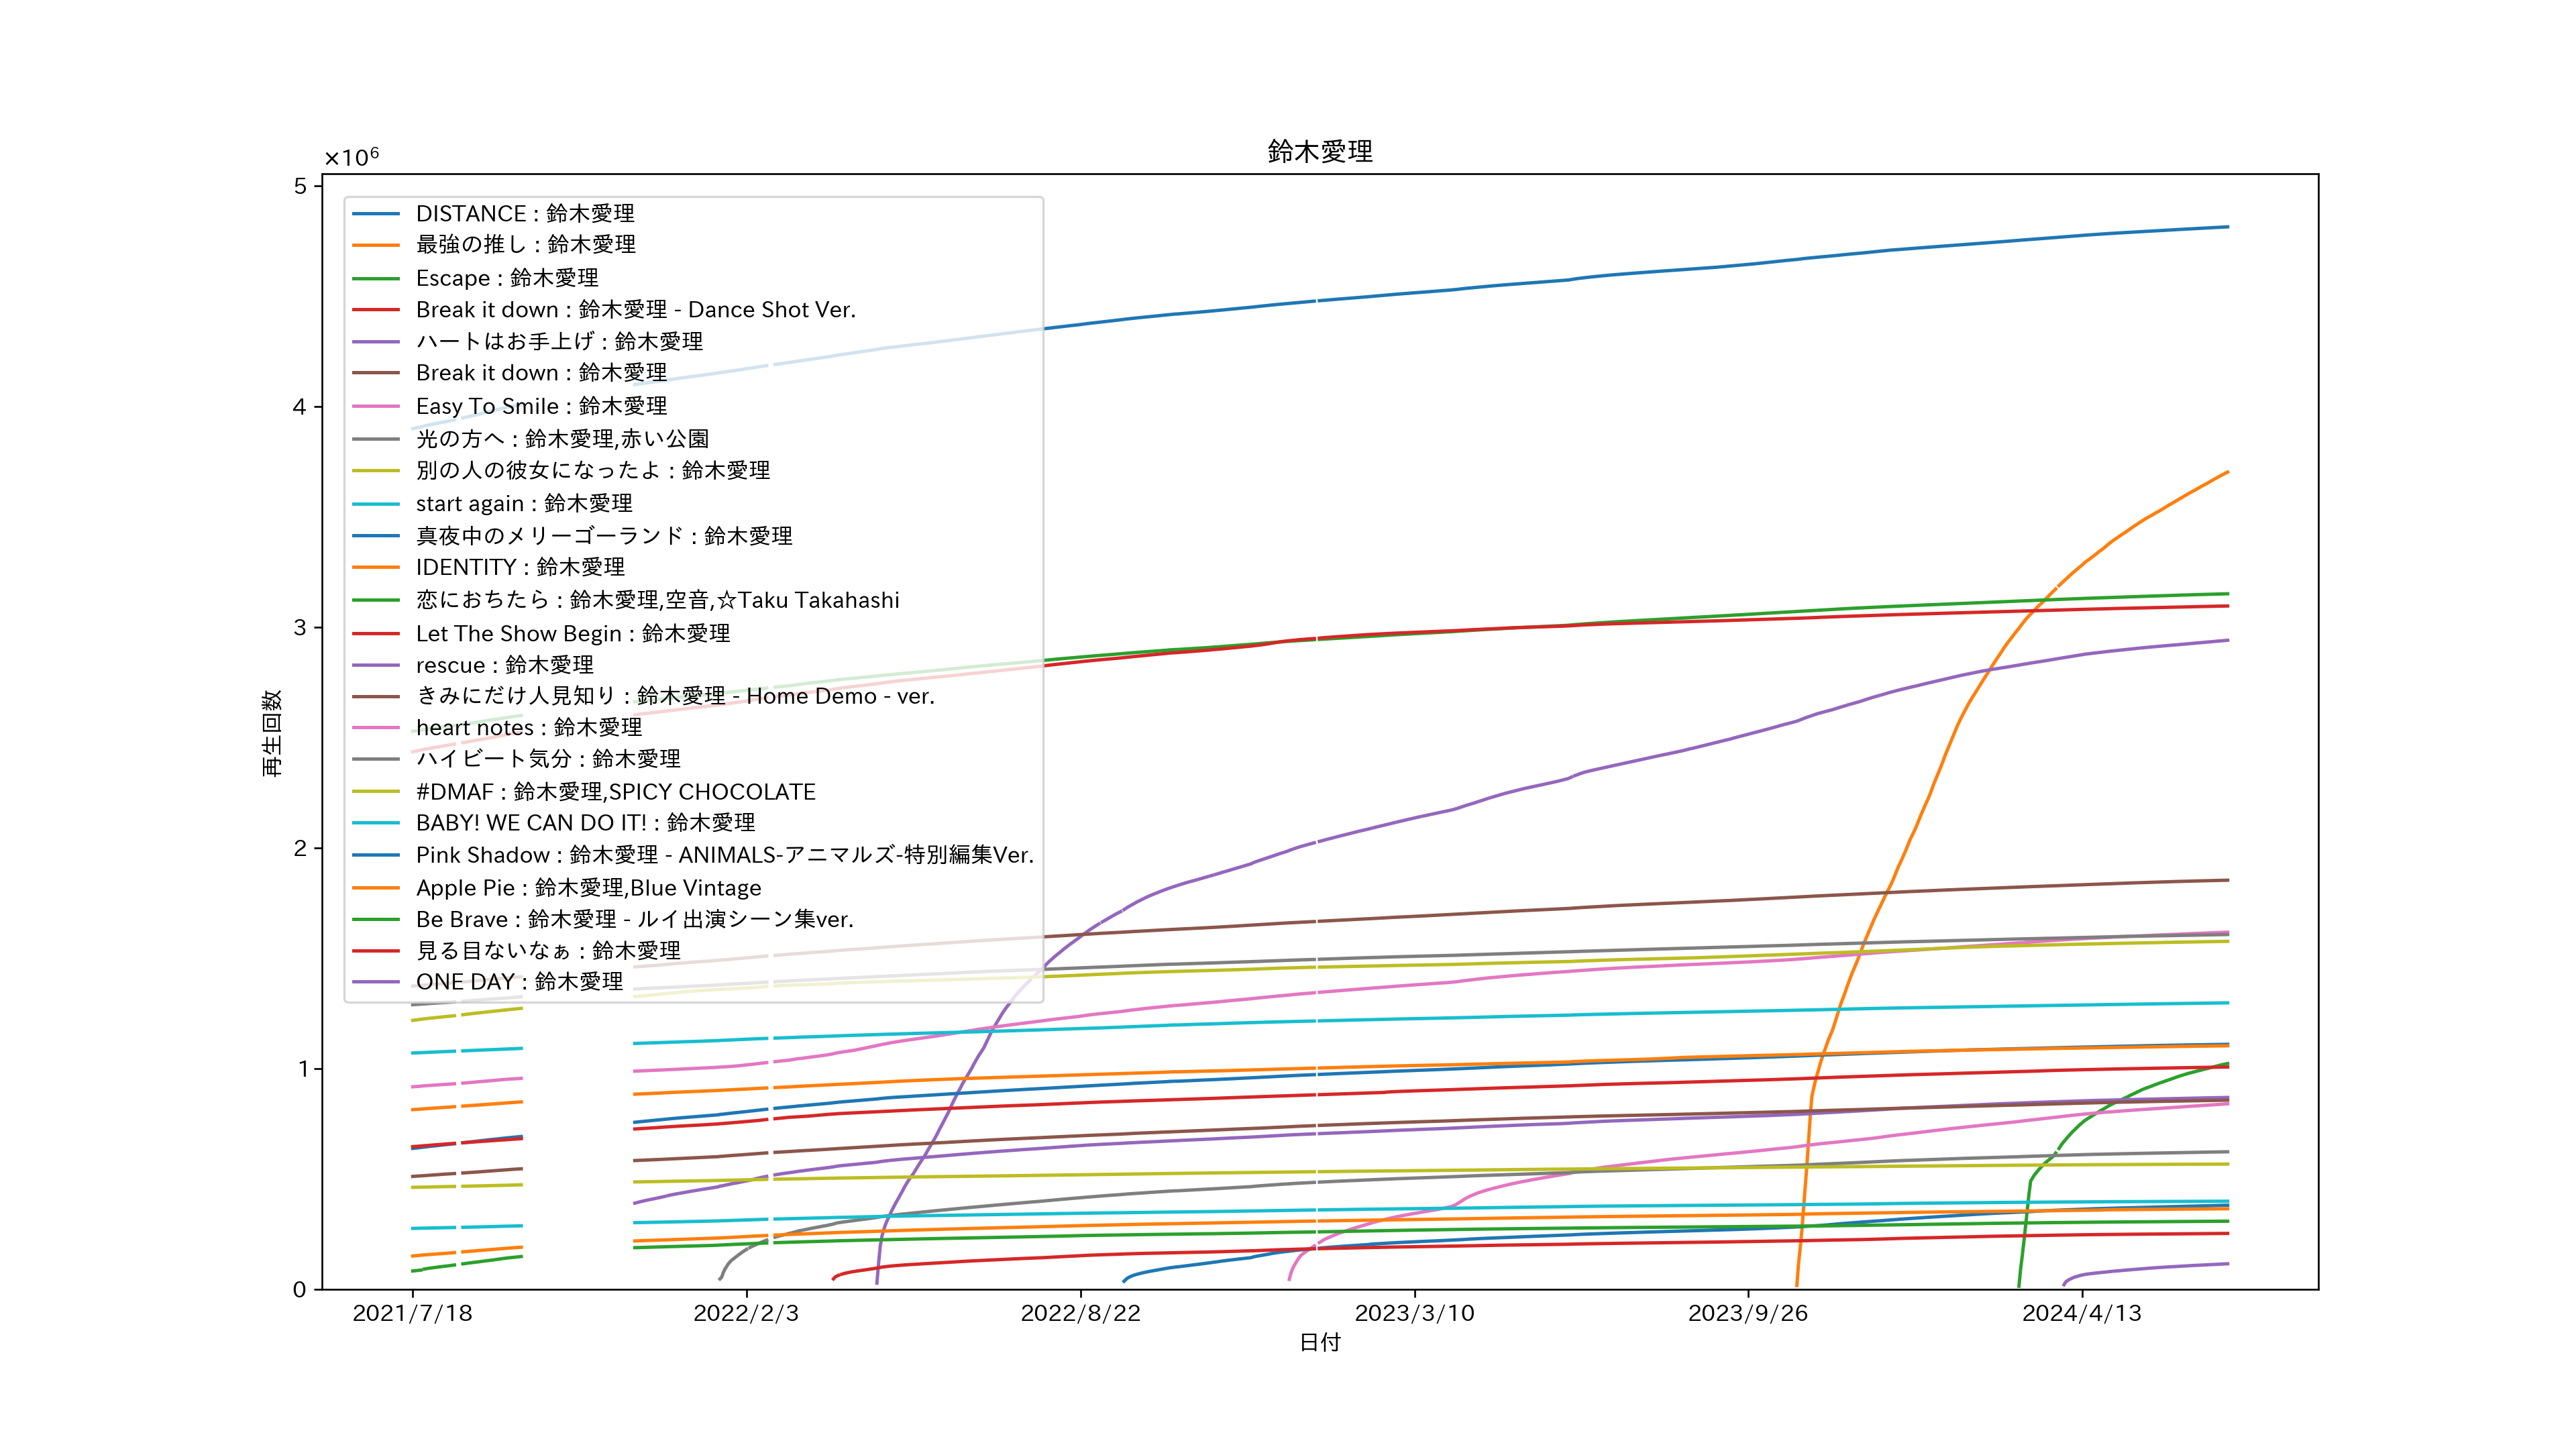 鈴木愛理
×10⁶
5
4
3
2
1
0
再生回数
DISTANCE : 鈴木愛理
最強の推し : 鈴木愛理
Escape : 鈴木愛理
Break it down : 鈴木愛理 - Dance Shot Ver.
ハートはお手上げ : 鈴木愛理
Break it down : 鈴木愛理
Easy To Smile : 鈴木愛理
光の方へ : 鈴木愛理,赤い公園
別の人の彼女になったよ : 鈴木愛理
start again : 鈴木愛理
真夜中のメリーゴーランド : 鈴木愛理
IDENTITY : 鈴木愛理
恋におちたら : 鈴木愛理,空音,☆Taku Takahashi
Let The Show Begin : 鈴木愛理
rescue : 鈴木愛理
きみにだけ人見知り : 鈴木愛理 - Home Demo - ver.
heart notes : 鈴木愛理
ハイビート気分 : 鈴木愛理
#DMAF : 鈴木愛理,SPICY CHOCOLATE
BABY! WE CAN DO IT! : 鈴木愛理
Pink Shadow : 鈴木愛理 - ANIMALS-アニマルズ-特別編集Ver.
Apple Pie : 鈴木愛理,Blue Vintage
Be Brave : 鈴木愛理 - ルイ出演シーン集ver.
見る目ないなぁ : 鈴木愛理
ONE DAY : 鈴木愛理
2021/7/18 2022/2/3 2022/8/22 2023/3/10 2023/9/26 2024/4/13
日付